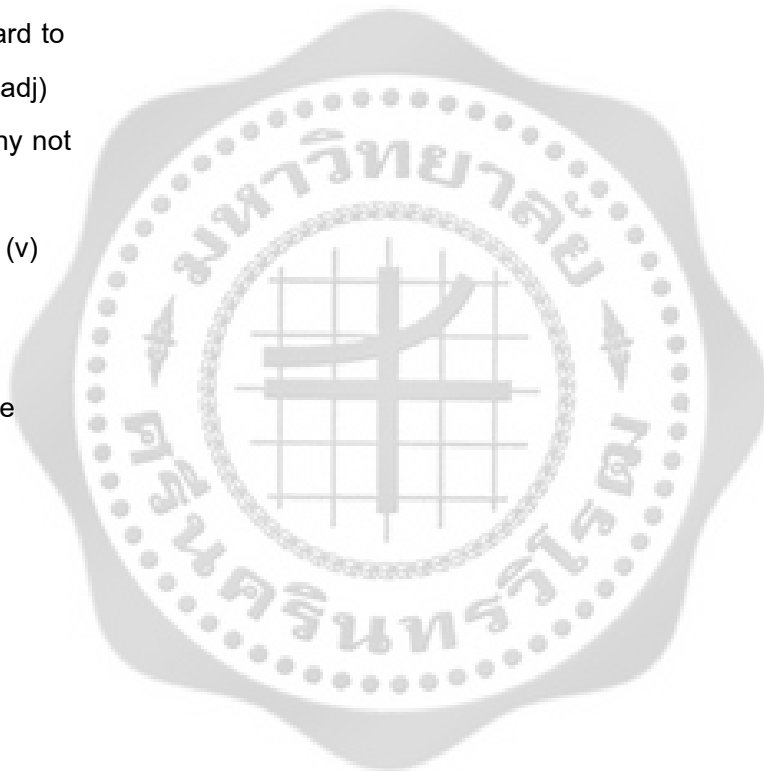 ard to
adj)
ny not
(v)
e
มหาวิทยาลัย
ศรีนครินทรวิโรฒ